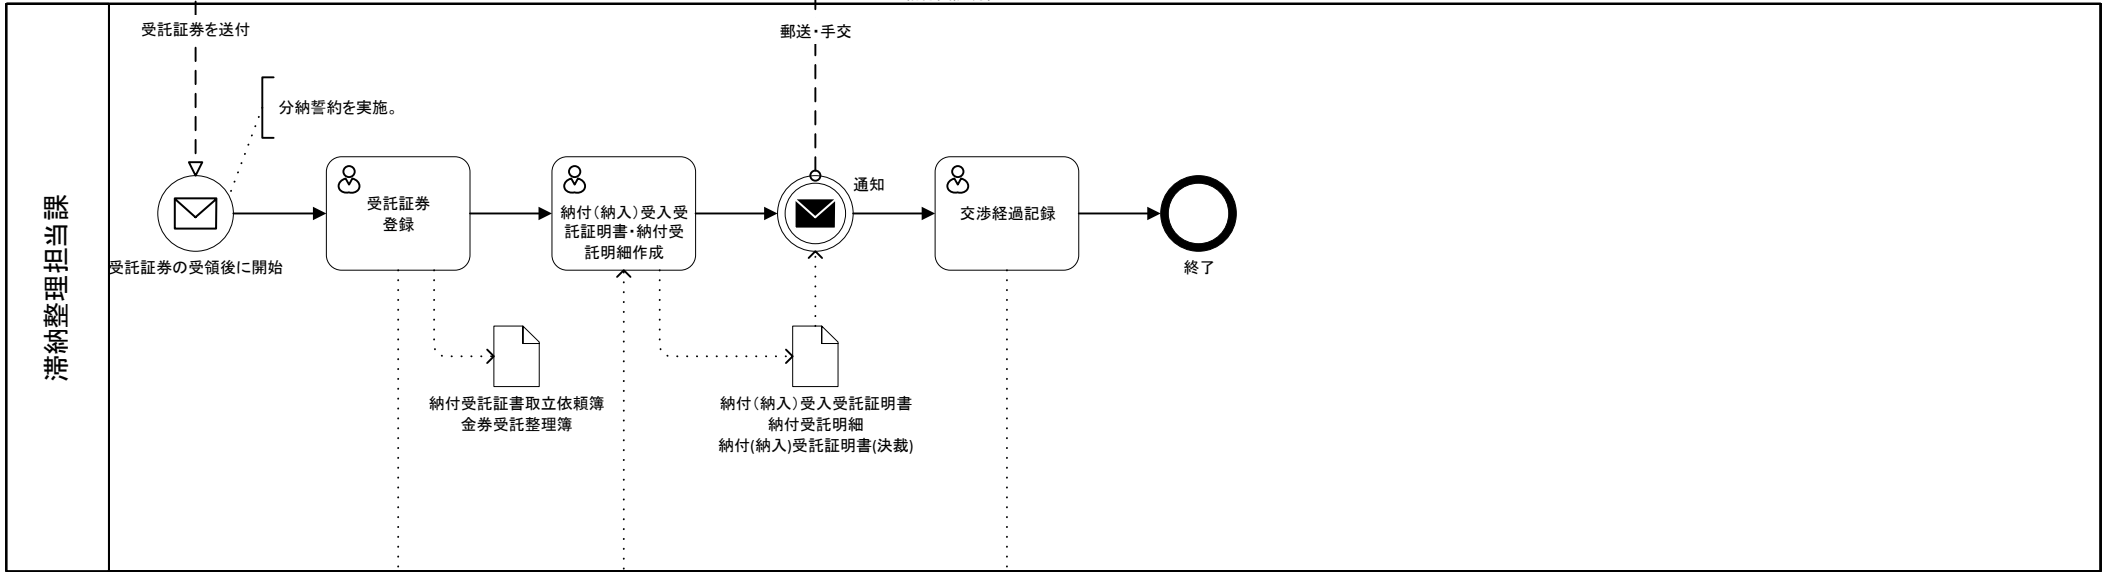 受託証券を送付
郵送・手交
分納誓約を実施。
滞納整理担当課
受託証券の受領後に開始
受託証券
登録
納付（納入）受入受
託証明書・納付受
託明細作成
通知
交渉経過記録
終了
納付受託証書取立依頼簿
金券受託整理簿
納付（納入）受入受託証明書
納付受託明細
納付(納入)受託証明書(決裁)